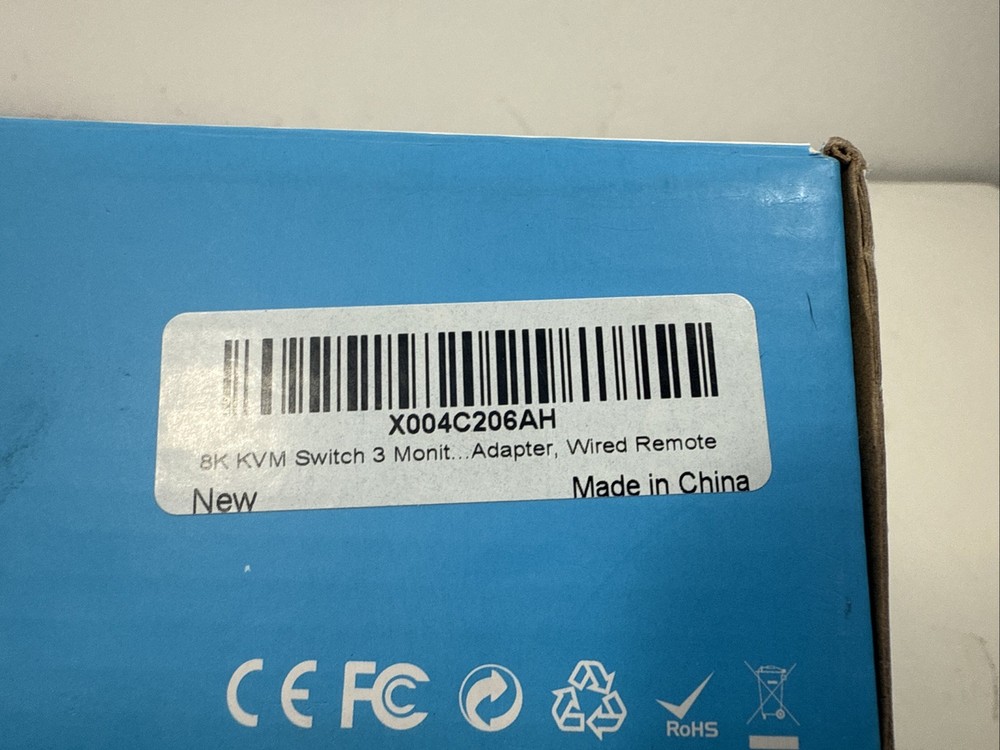 X004C206AH
8K KVM Switch 3 Monit...Adapter, Wired Remote
New
Made in China
CE FC
RoHS